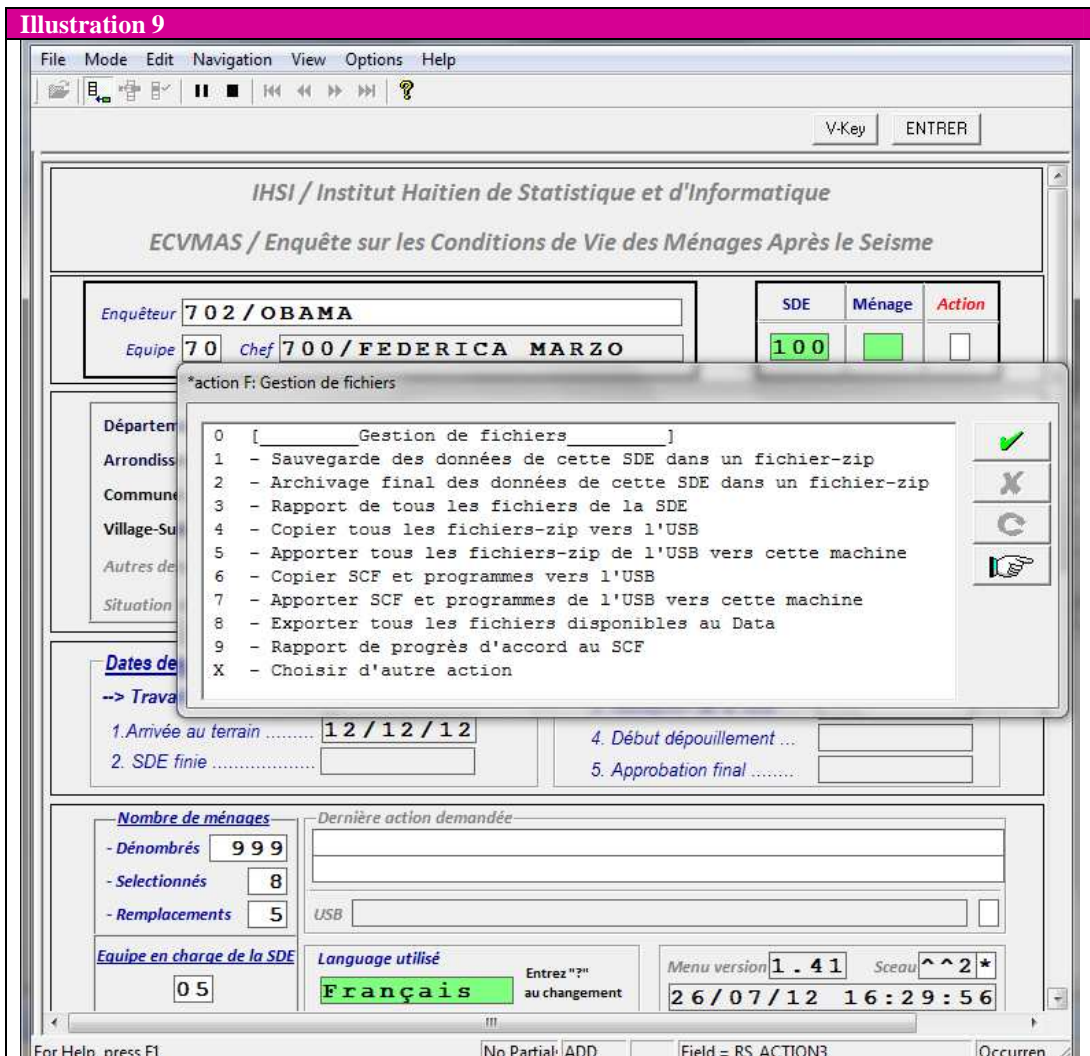 Illustration 9
File Mode Edit Navigation View Options Help
V-Key ENTRER
IHSI / Institut Haitien de Statistique et d'Informatique
ECVMAS / Enquête sur les Conditions de Vie des Ménages Après le Seisme
Enquêteur 702/OBAMA
Equipe 70 Chef 700/FEDERICA MARZO
SDE Ménage Action
100
*action F: Gestion de fichiers
0 [_________Gestion de fichiers_________]
1 - Sauvegarde des données de cette SDE dans un fichier-zip
2 - Archivage final des données de cette SDE dans un fichier-zip
3 - Rapport de tous les fichiers de la SDE
4 - Copier tous les fichiers-zip vers l'USB
5 - Apporter tous les fichiers-zip de l'USB vers cette machine
6 - Copier SCF et programmes vers l'USB
7 - Apporter SCF et programmes de l'USB vers cette machine
8 - Exporter tous les fichiers disponibles au Data
9 - Rapport de progrès d'accord au SCF
X - Choisir d'autre action
Départem
Arrondiss
Commune
Village-Su
Autres de
Situation
Dates de
--> Trava
1.Arrivée au terrain ......... 12/12/12
2. SDE finie ...................
4. Début dépouillement ...
5. Approbation final ........
Nombre de ménages
- Dénombrés 999
- Selectionnés 8
- Remplacements 5
Dernière action demandée
USB
Equipe en charge de la SDE
05
Language utilisé
Français
Entrez "?"
au changement
Menu version 1.41 Sceau ^^2*
26/07/12 16:29:56
For Help, press F1 No Partial: ADD Field = RS_ACTION3 Occurren